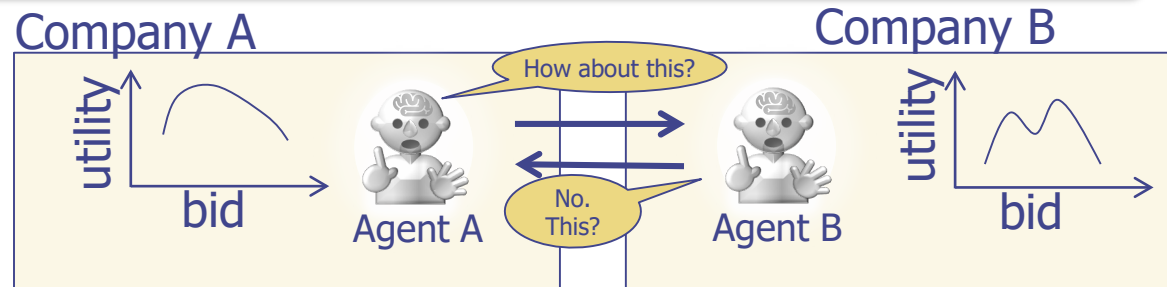 Company A
Company B
How about this?
utility
bid
Agent A
No.
This?
Agent B
utility
bid